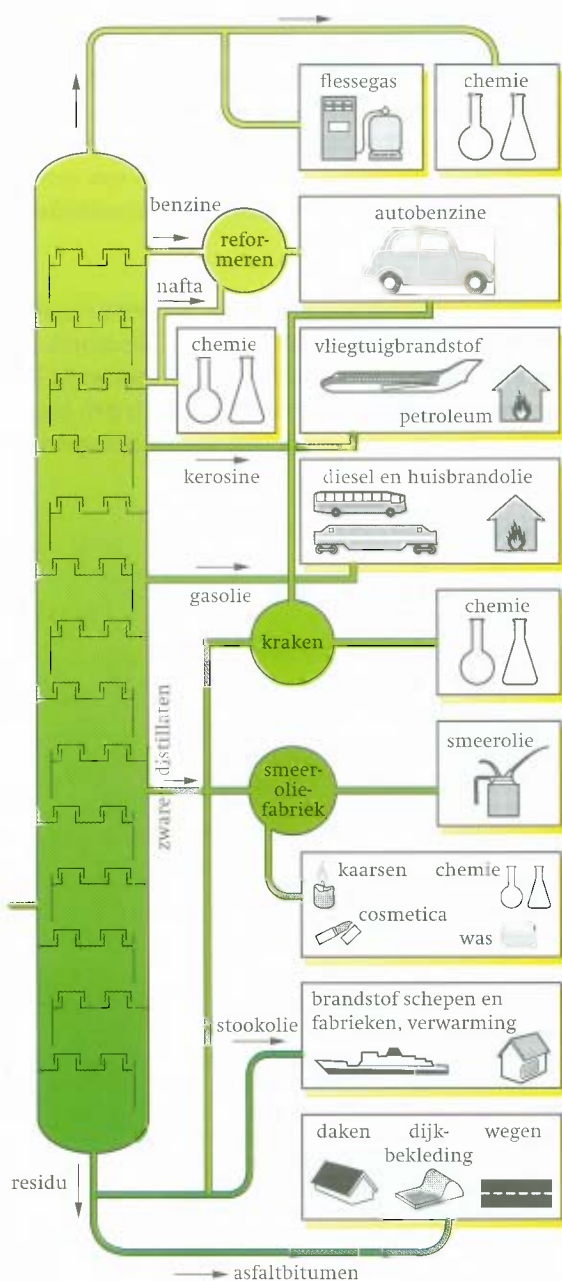 flessegas
chemie
benzine
refor-
meren
autobenzine
nafta
chemie
vliegtuigbrandstof
petroleum
kerosine
diesel en huisbrandolie
gasolie
chemie
kraken
zware distillaten
smeerolie
smeer-
olie-
fabriek
kaarsen
chemie
cosmetica
was
stookolie
brandstof schepen en
fabrieken, verwarming
daken
dijk-
bekleding
wegen
residu
asfaltbitumen